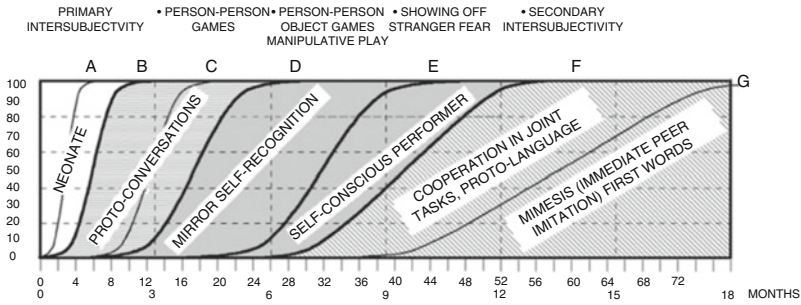 PRIMARY
INTERSUBJECTVITY
• PERSON-PERSON
GAMES
• PERSON-PERSON
OBJECT GAMES
MANIPULATIVE PLAY
• SHOWING OFF
STRANGER FEAR
• SECONDARY
INTERSUBJECTIVITY
A B C D E F G
100
90
80
70
60
50
40
30
20
10
0
NEONATE
PROTO-CONVERSATIONS
MIRROR SELF-RECOGNITION
SELF-CONSCIOUS PERFORMER
COOPERATION IN JOINT
TASKS, PROTO-LANGUAGE
MIMESIS (IMMEDIATE PEER
IMITATION) FIRST WORDS
0 4 8 12 16 20 24 28 32 36 40 44 48 52 56 60 64 68 72
0 3 6 9 12 15 18 MONTHS